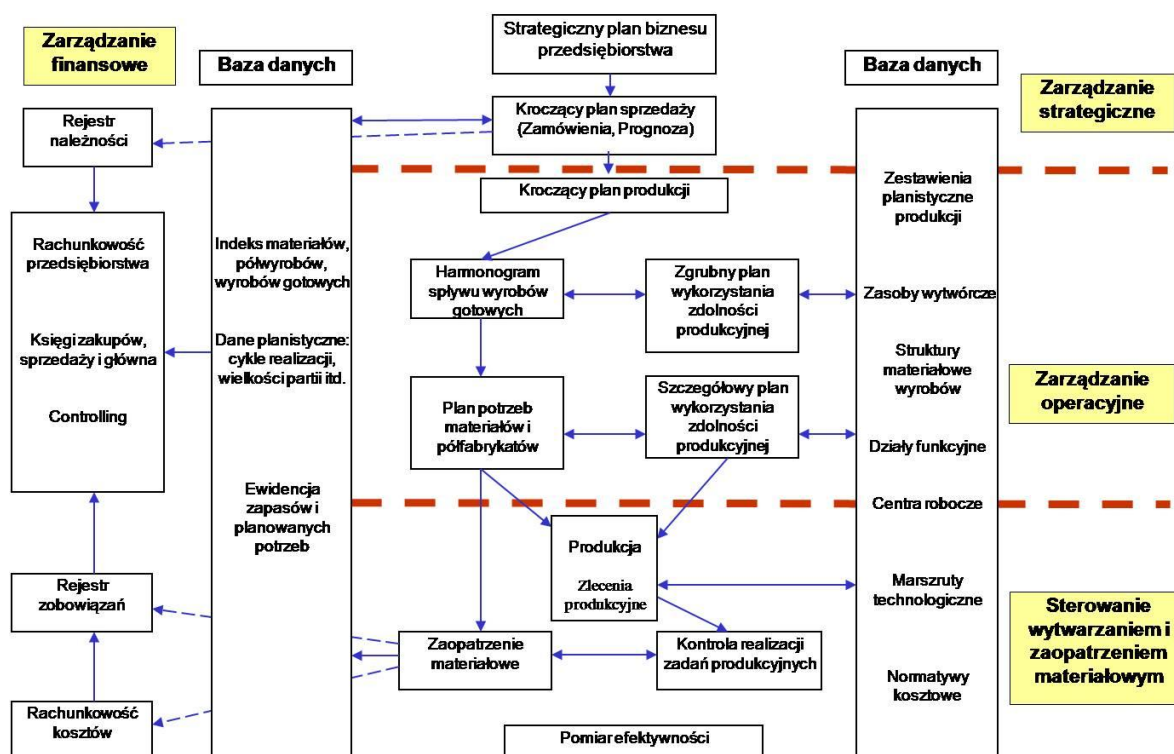 Zarządzanie
finansowe
Baza danych
Strategiczny plan biznesu
przedsiębiorstwa
Baza danych
Zarządzanie
strategiczne
Rejestr
należności
Kroczący plan sprzedaży
(Zamówienia, Prognoza)
Kroczący plan produkcji
Zestawienia
planistyczne
produkcji
Rachunkowość
przedsiębiorstwa
Księgi zakupów,
sprzedaży i główna
Controlling
Indeks materiałów,
półwyrobów,
wyrobów gotowych
Dane planistyczne:
cykle realizacji,
wielkości partii itd.
Ewidencja
zapasów i
planowanych
potrzeb
Harmonogram
spływu wyrobów
gotowych
Zgrubny plan
wykorzystania
zdolności
produkcyjnej
Zasoby wytwórcze
Struktury
materiałowe
wyrobów
Plan potrzeb
materiałów i
półfabrykatów
Szczegółowy plan
wykorzystania
zdolności
produkcyjnej
Działy funkcyjne
Zarządzanie
operacyjne
Centra robocze
Produkcja
Zlecenia
produkcyjne
Marszruty
technologiczne
Rejestr
zobowiązań
Zaopatrzenie
materiałowe
Kontrola realizacji
zadań produkcyjnych
Normatywy
kosztowe
Sterowanie
wytwarzaniem i
zaopatrzeniem
materiałowym
Rachunkowość
kosztów
Pomiar efektywności